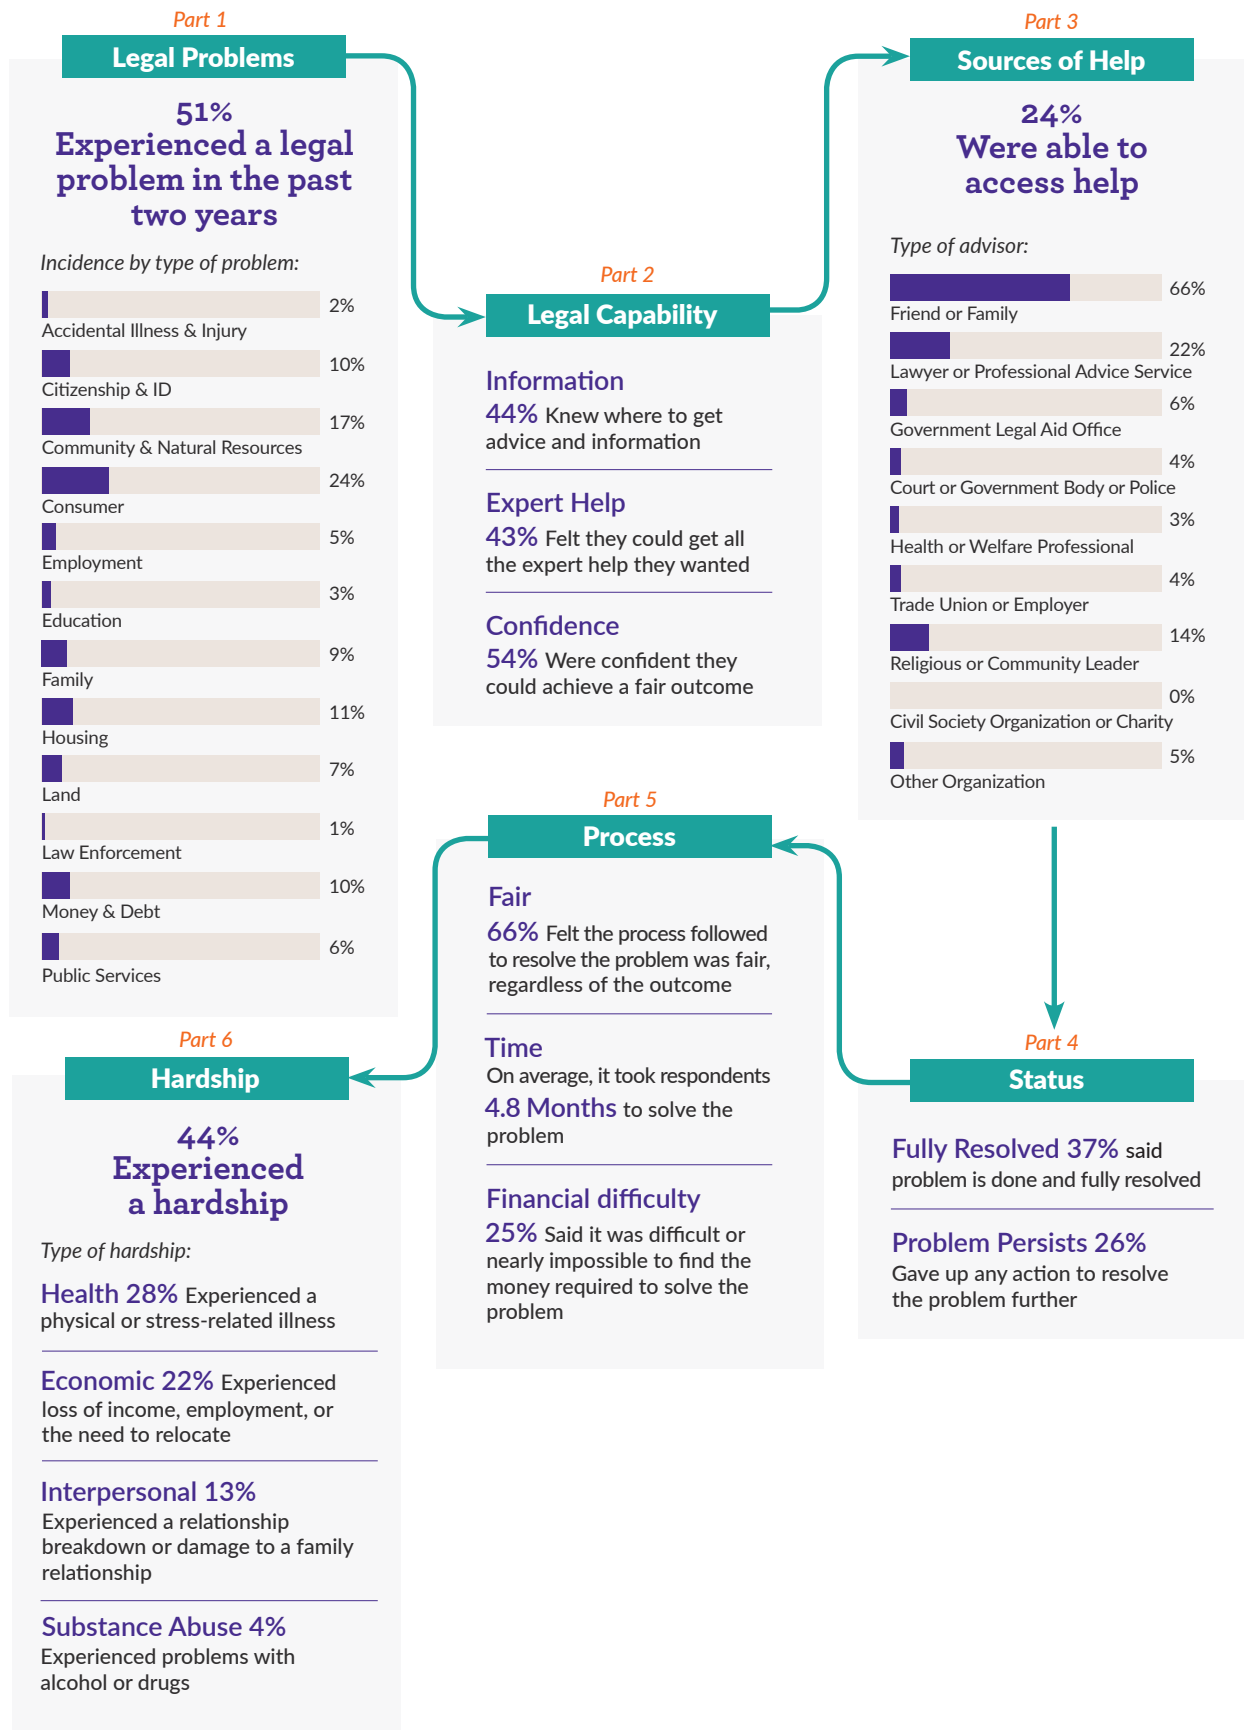 Part 1
Legal Problems
51%
Experienced a legal
problem in the past
two years
Incidence by type of problem:
2%
Accidental Illness & Injury
10%
Citizenship & ID
17%
Community & Natural Resources
24%
Consumer
5%
Employment
3%
Education
9%
Family
11%
Housing
7%
Land
1%
Law Enforcement
10%
Money & Debt
6%
Public Services
Part 2
Legal Capability
Information
44% Knew where to get
advice and information
Expert Help
43% Felt they could get all
the expert help they wanted
Confidence
54% Were confident they
could achieve a fair outcome
Part 3
Sources of Help
24%
Were able to
access help
Type of advisor:
66%
Friend or Family
22%
Lawyer or Professional Advice Service
6%
Government Legal Aid Office
4%
Court or Government Body or Police
3%
Health or Welfare Professional
4%
Trade Union or Employer
14%
Religious or Community Leader
0%
Civil Society Organization or Charity
5%
Other Organization
Part 4
Status
Fully Resolved 37% said
problem is done and fully resolved
Problem Persists 26%
Gave up any action to resolve
the problem further
Part 5
Process
Fair
66% Felt the process followed
to resolve the problem was fair,
regardless of the outcome
Time
On average, it took respondents
4.8 Months to solve the
problem
Financial difficulty
25% Said it was difficult or
nearly impossible to find the
money required to solve the
problem
Part 6
Hardship
44%
Experienced
a hardship
Type of hardship:
Health 28% Experienced a
physical or stress-related illness
Economic 22% Experienced
loss of income, employment, or
the need to relocate
Interpersonal 13%
Experienced a relationship
breakdown or damage to a family
relationship
Substance Abuse 4%
Experienced problems with
alcohol or drugs